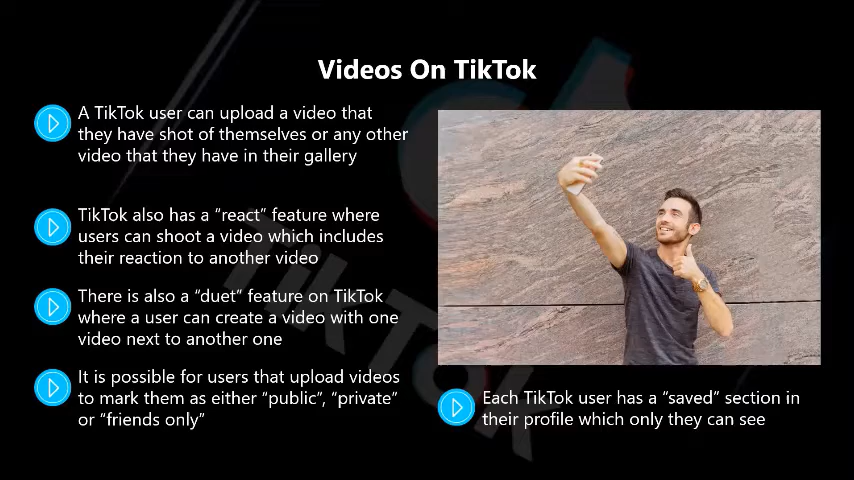 Videos On TikTok
A TikTok user can upload a video that
they have shot of themselves or any other
video that they have in their gallery
TikTok also has a “react” feature where
users can shoot a video which includes
their reaction to another video
There is also a “duet” feature on TikTok
where a user can create a video with one
video next to another one
It is possible for users that upload videos
to mark them as either “public”, “private”
or “friends only”
Each TikTok user has a “saved” section in
their profile which only they can see
TikTok